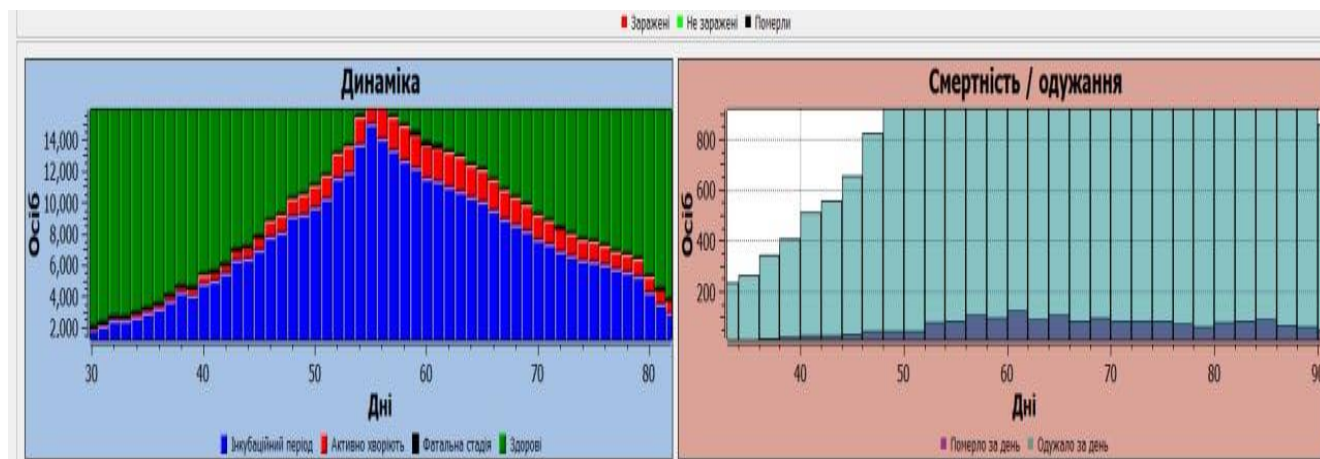 Заражені Не заражені Померли
Динаміка
Осіб
14,000
12,000
10,000
8,000
6,000
4,000
2,000
30 40 50 60 70 80
Дні
Інкубаційний період Активно хворіють Фатальна стадія Здорові
Смертність / одужання
Осіб
800
600
400
200
40 50 60 70 80 90
Дні
Померло за день Одужало за день